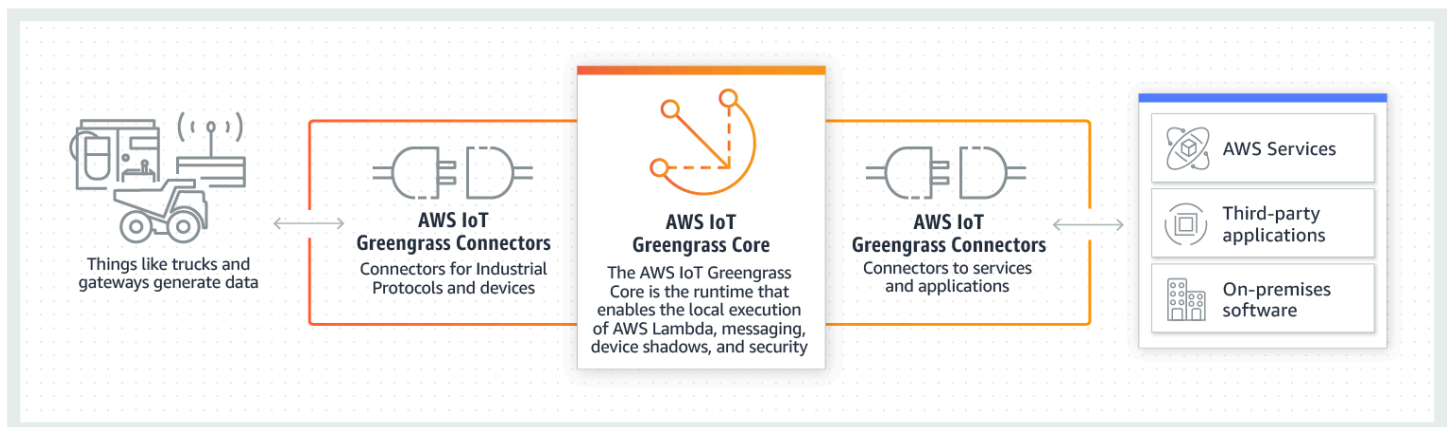 Things like trucks and
gateways generate data
AWS IoT
Greengrass Connectors
Connectors for Industrial
Protocols and devices
AWS IoT
Greengrass Core
The AWS IoT Greengrass
Core is the runtime that
enables the local execution
of AWS Lambda, messaging,
device shadows, and security
AWS IoT
Greengrass Connectors
Connectors to services
and applications
AWS Services
Third-party
applications
On-premises
software